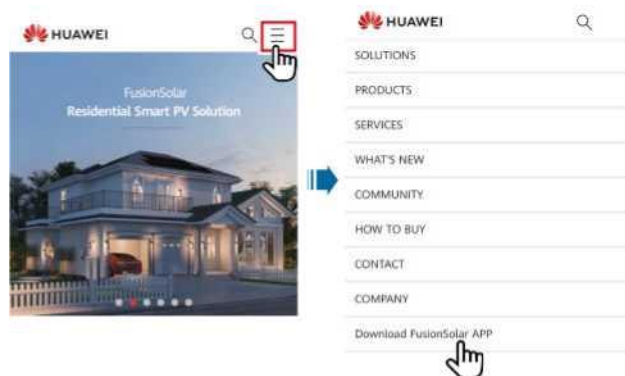 HUAWEI
FusionSolar
Residential Smart PV Solution
HUAWEI
SOLUTIONS
PRODUCTS
SERVICES
WHAT'S NEW
COMMUNITY
HOW TO BUY
CONTACT
COMPANY
Download FusionSolar APP